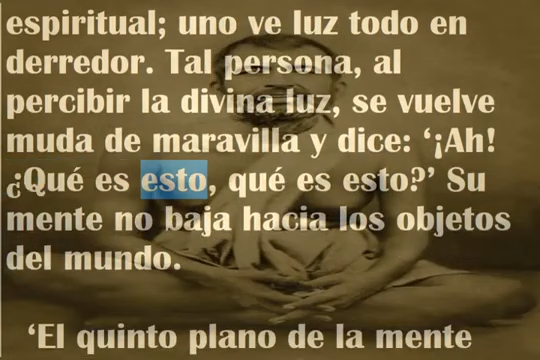 espiritual; uno ve luz todo en
derredor. Tal persona, al
percibir la divina luz, se vuelve
muda de maravilla y dice: ‘¡Ah!
¿Qué es esto, qué es esto?’ Su
mente no baja hacia los objetos
del mundo.
‘El quinto plano de la mente